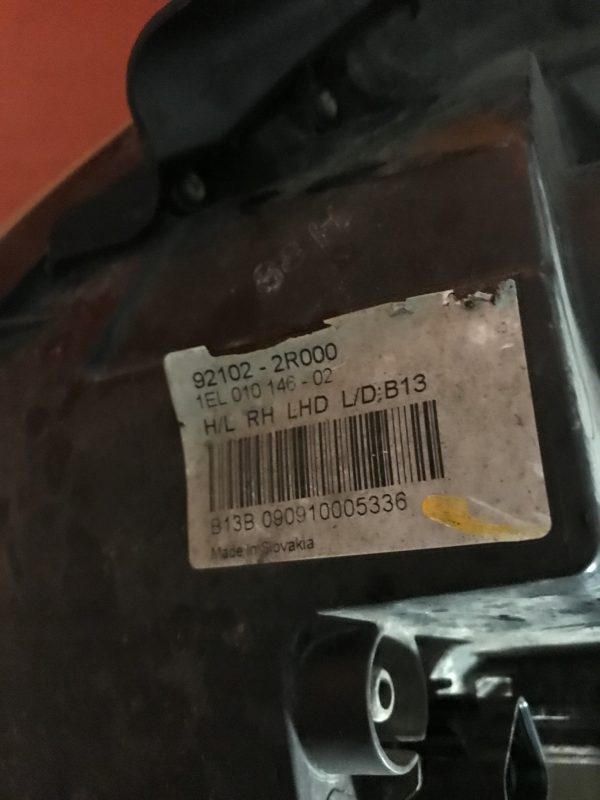 92102 - 2R000
1EL 010 146 - 02
H/L RH LHD L/D;B13
B13B 090910005336
Made in Slovakia